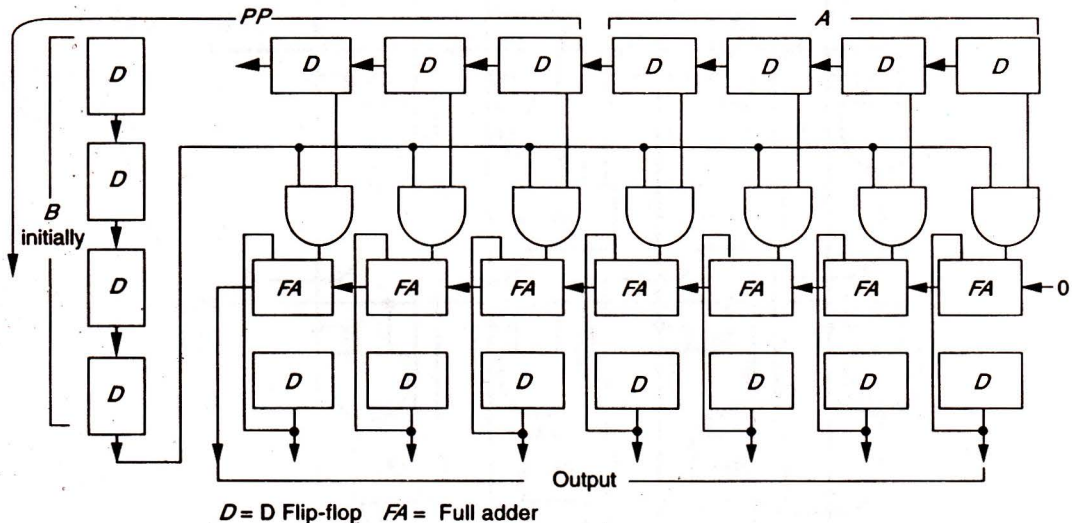 PP
A
D D D D D D D D
D
B
initially
D
D
FA FA FA FA FA FA FA 0
D D D D D D D D
Output
D = D Flip-flop FA = Full adder